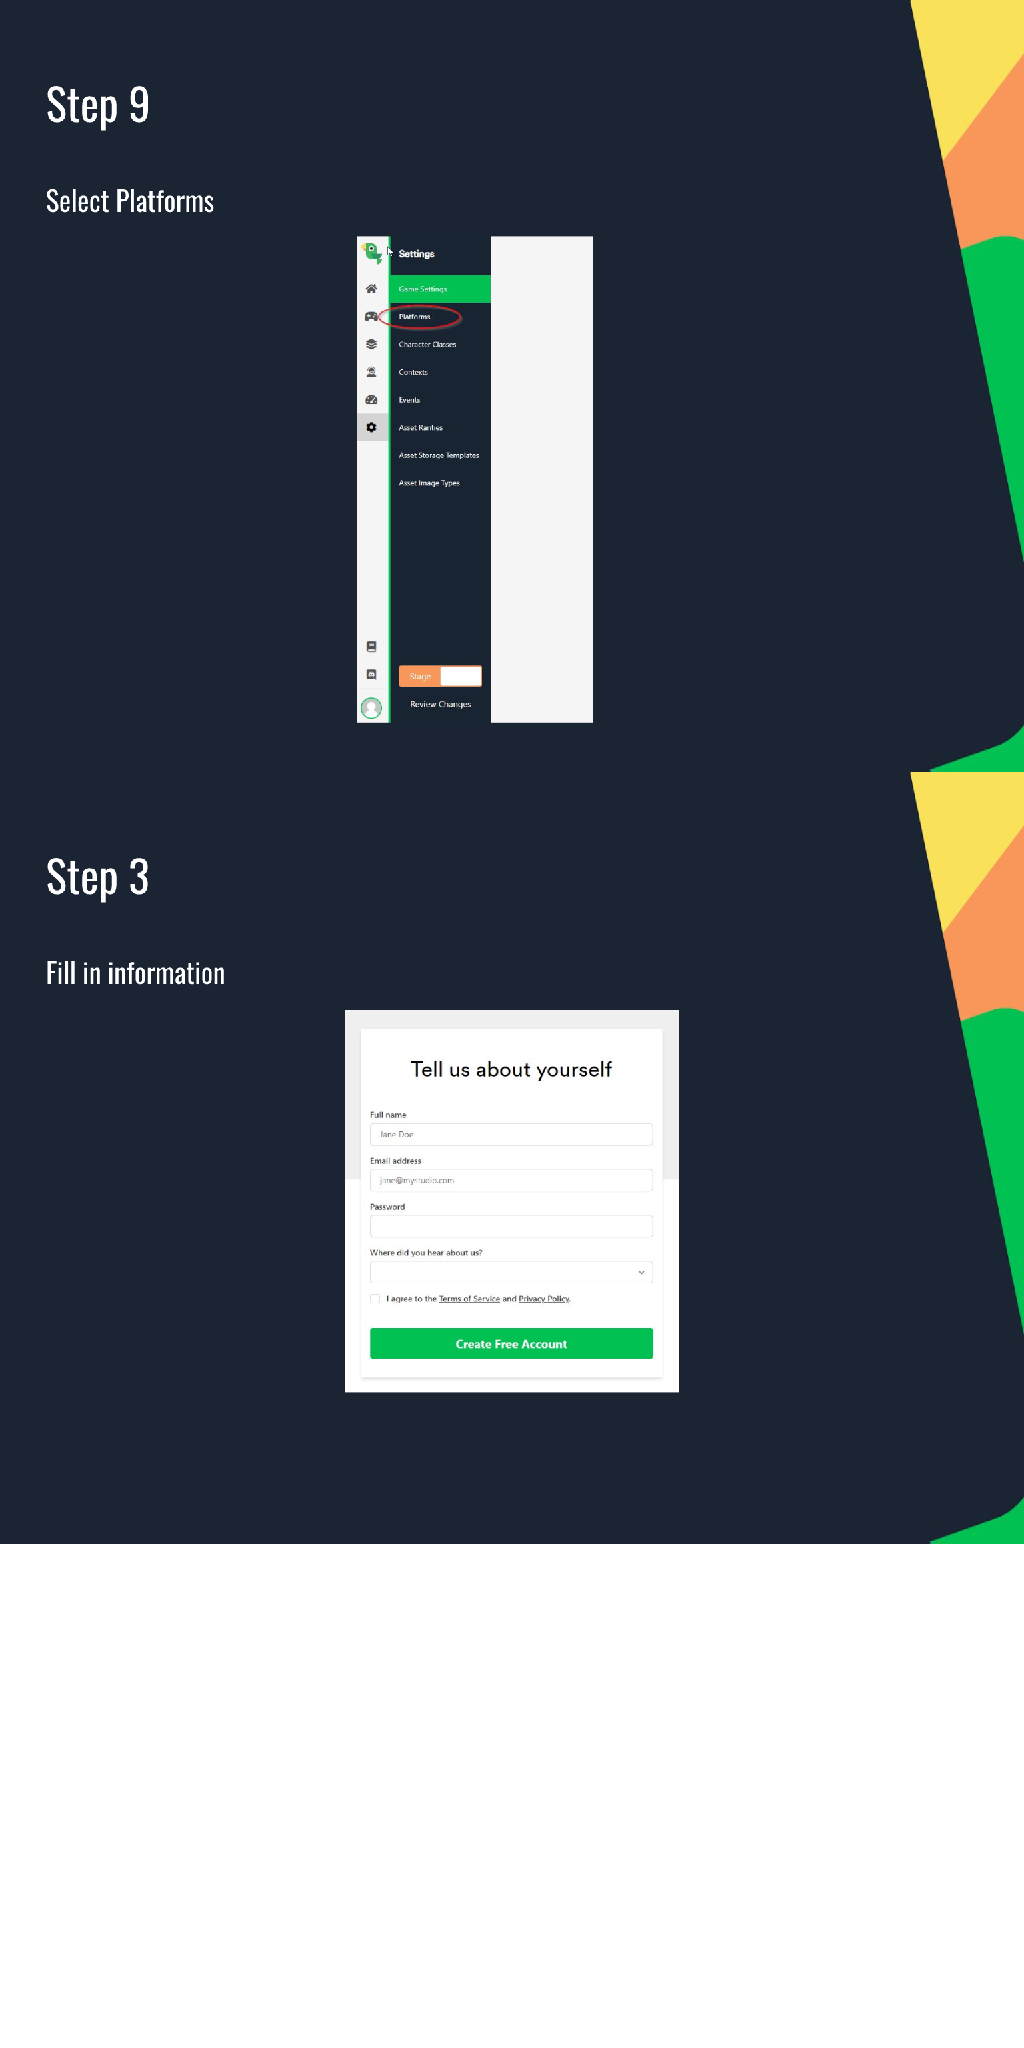 Step 9
Select Platforms
Settings
Game Settings
Platforms
Character Classes
Contexts
Events
Asset Rarities
Asset Storage Templates
Asset Image Types
Stage
Review Changes
Step 3
Fill in information
Tell us about yourself
Full name
Jane Doe
Email address
jane@mystudio.com
Password
Where did you hear about us?
I agree to the Terms of Service and Privacy Policy.
Create Free Account